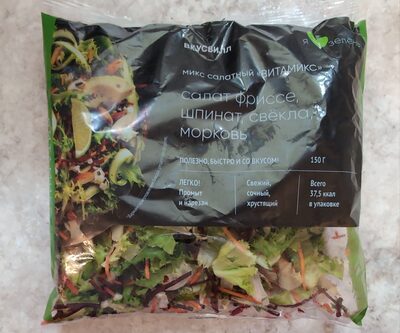 ВКУСВИЛЛ
я зелень
МИКС САЛАТНЫЙ «ВИТАМИКС»
салат фриссе,
шпинат, свёкла,
морковь
ПОЛЕЗНО, БЫСТРО И СО ВКУСОМ!
150 Г
ЛЕГКО!
Промыт
и нарезан
Свежий,
сочный,
хрустящий
Всего
37,5 ккал
в упаковке